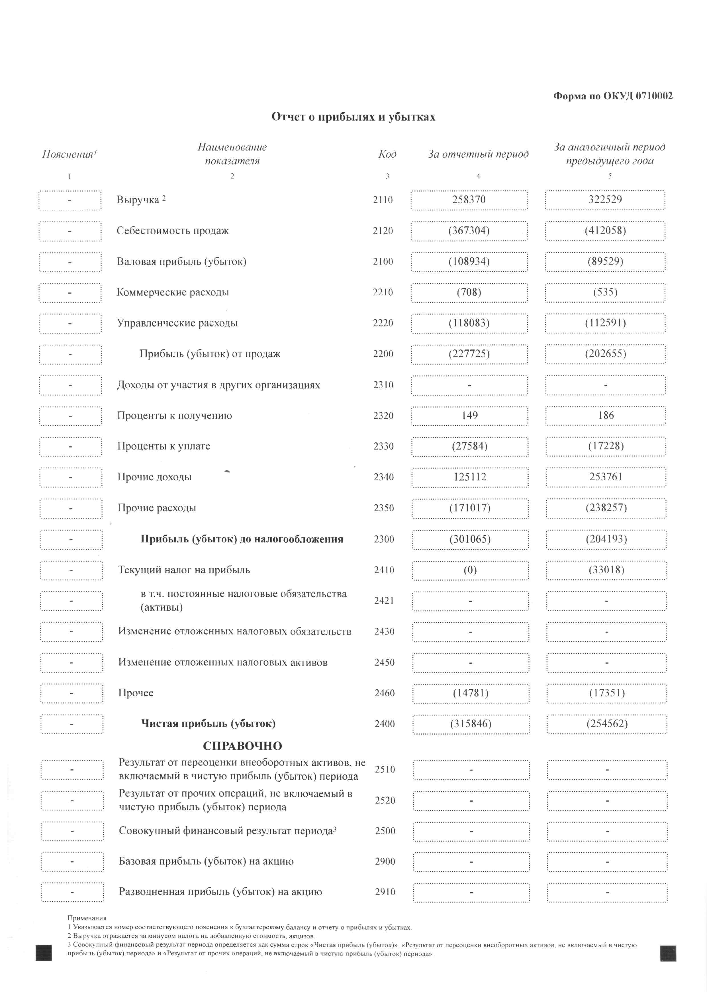 Форма по ОКУД 0710002
Отчет о прибылях и убытках
Пояснения1 Наименование показателя Код За отчетный период За аналогичный период предыдущего года
1 2 3 4 5
- Выручка 2 2110 258370 322529
- Себестоимость продаж 2120 (367304) (412058)
- Валовая прибыль (убыток) 2100 (108934) (89529)
- Коммерческие расходы 2210 (708) (535)
- Управленческие расходы 2220 (118083) (112591)
- Прибыль (убыток) от продаж 2200 (227725) (202655)
- Доходы от участия в других организациях 2310 - -
- Проценты к получению 2320 149 186
- Проценты к уплате 2330 (27584) (17228)
- Прочие доходы 2340 125112 253761
- Прочие расходы 2350 (171017) (238257)
- Прибыль (убыток) до налогообложения 2300 (301065) (204193)
- Текущий налог на прибыль 2410 (0) (33018)
- в т.ч. постоянные налоговые обязательства (активы) 2421 - -
- Изменение отложенных налоговых обязательств 2430 - -
- Изменение отложенных налоговых активов 2450 - -
- Прочее 2460 (14781) (17351)
- Чистая прибыль (убыток) 2400 (315846) (254562)
СПРАВОЧНО
- Результат от переоценки внеоборотных активов, не включаемый в чистую прибыль (убыток) периода 2510 - -
- Результат от прочих операций, не включаемый в чистую прибыль (убыток) периода 2520 - -
- Совокупный финансовый результат периода3 2500 - -
- Базовая прибыль (убыток) на акцию 2900 - -
- Разводненная прибыль (убыток) на акцию 2910 - -
Примечания
1 Указывается номер соответствующего пояснения к бухгалтерскому балансу и отчету о прибылях и убытках.
2 Выручка отражается за минусом налога на добавленную стоимость, акцизов.
3 Совокупный финансовый результат периода определяется как сумма строк «Чистая прибыль (убыток)», «Результат от переоценки внеоборотных активов, не включаемый в чистую
прибыль (убыток) периода» и «Результат от прочих операций, не включаемый в чистую прибыль (убыток) периода» .